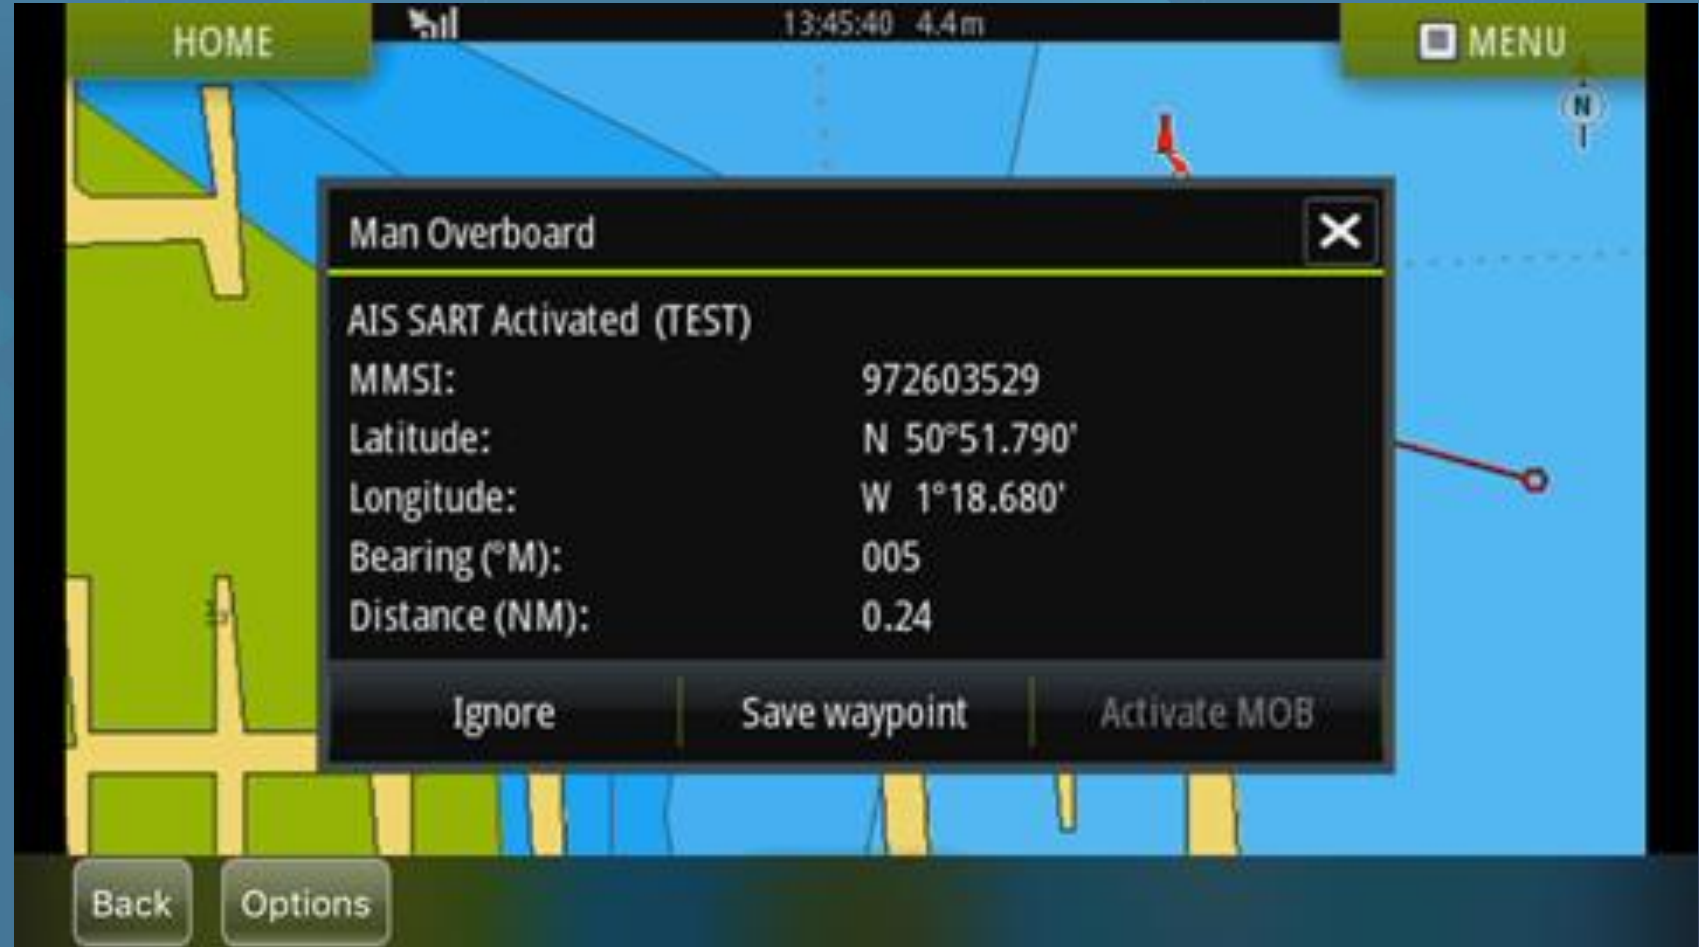 HOME
13:45:40 4.4 m
MENU
N
Man Overboard
AIS SART Activated (TEST)
MMSI: 972603529
Latitude: N 50°51.790'
Longitude: W 1°18.680'
Bearing (°M): 005
Distance (NM): 0.24
Ignore Save waypoint Activate MOB
Back Options